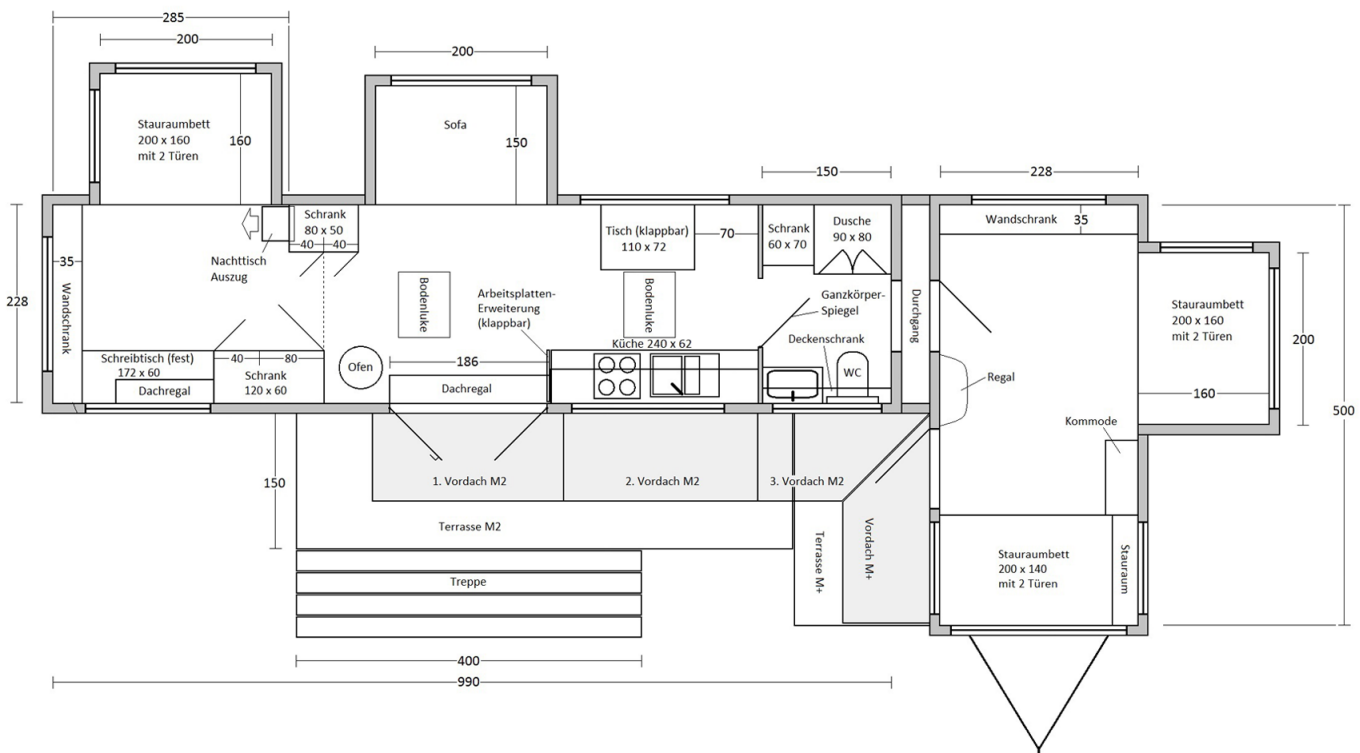 285
200
200
Stauraumbett
200 x 160
mit 2 Türen
160
Sofa
150
150
228
Schrank
80 x 50
40 40
Nachttisch
Auszug
Tisch (klappbar)
110 x 72
70
Schrank
60 x 70
Dusche
90 x 80
Wandschrank
35
35
Wandschrank
228
Bodenluke
Arbeitsplatten-
Erweiterung
(klappbar)
Bodenluke
Ganzkörper-
Spiegel
Durchgang
Stauraumbett
200 x 160
mit 2 Türen
200
Deckenschrank
Küche 240 x 62
Schreibtisch (fest)
172 x 60
Dachregal
40 80
Schrank
120 x 60
Ofen
186
Dachregal
WC
Regal
160
500
Kommode
150
1. Vordach M2
2. Vordach M2
3. Vordach M2
Terrasse M2
Terrasse M+
Vordach M+
Stauraumbett
200 x 140
mit 2 Türen
Stauraum
Treppe
400
990